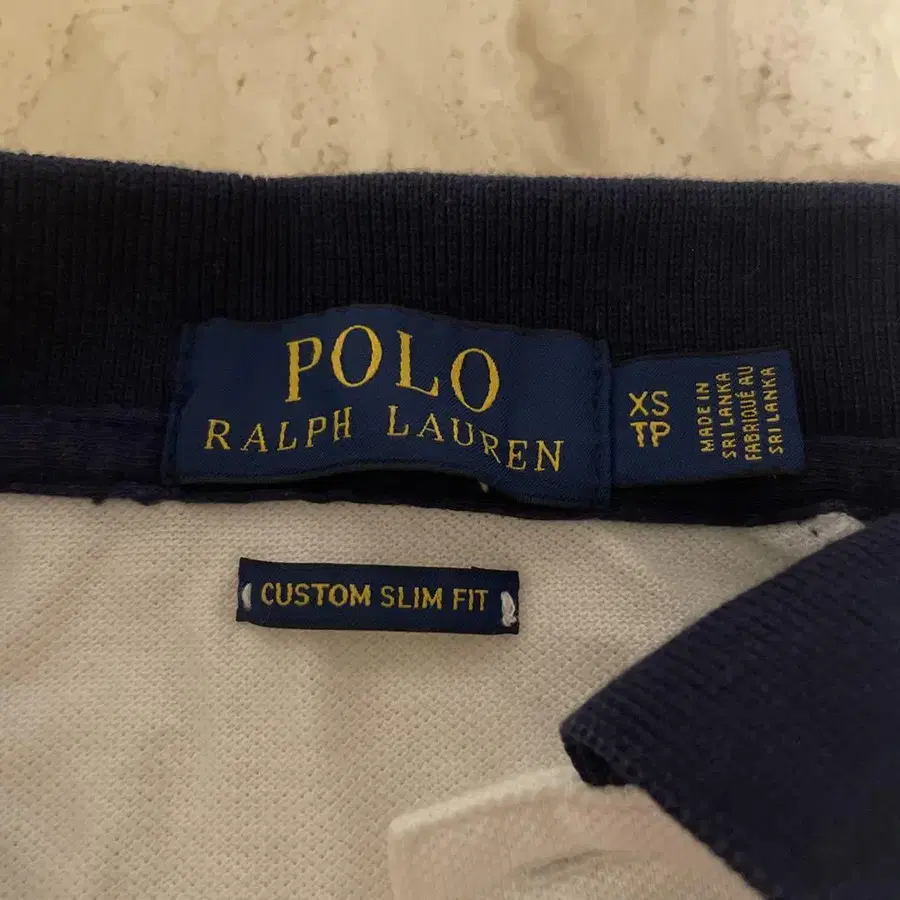 POLO
RALPH LAUREN
XS
TP
MADE IN
SRI LANKA
FABRIQUÉ AU
SRI LANKA
CUSTOM SLIM FIT